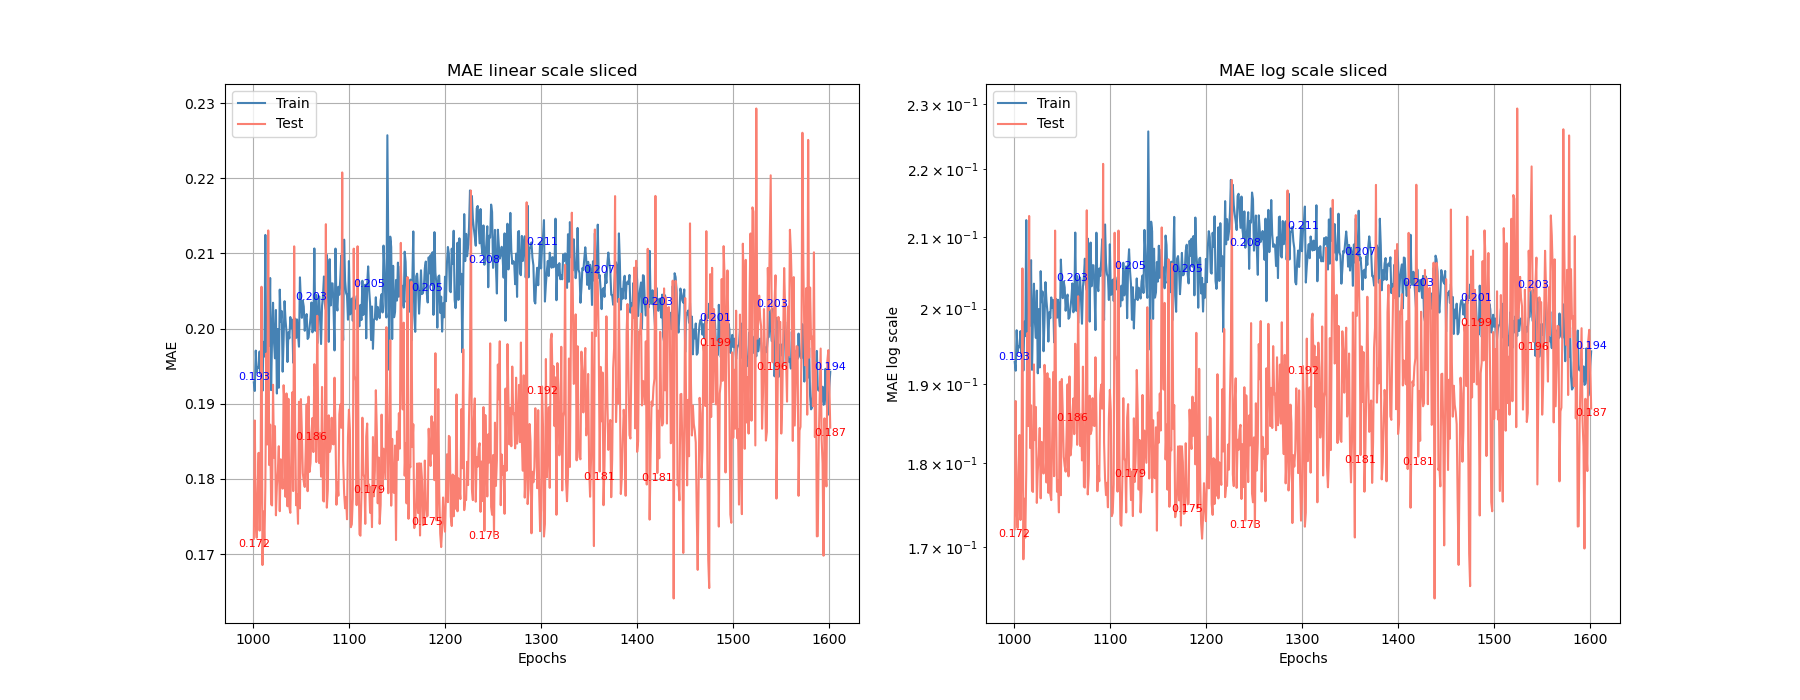 MAE linear scale sliced
Train
Test
MAE
0.23
0.22
0.21
0.20
0.19
0.18
0.17
0.193
0.203
0.205
0.205
0.208
0.211
0.207
0.203
0.201
0.203
0.194
0.172
0.186
0.179
0.175
0.173
0.192
0.181
0.181
0.199
0.196
0.187
1000 1100 1200 1300 1400 1500 1600
Epochs
MAE log scale sliced
Train
Test
MAE log scale
2.3 × 10⁻¹
2.2 × 10⁻¹
2.1 × 10⁻¹
2 × 10⁻¹
1.9 × 10⁻¹
1.8 × 10⁻¹
1.7 × 10⁻¹
0.193
0.203
0.205
0.205
0.208
0.211
0.207
0.203
0.201
0.203
0.194
0.172
0.186
0.179
0.175
0.173
0.192
0.181
0.181
0.199
0.196
0.187
1000 1100 1200 1300 1400 1500 1600
Epochs